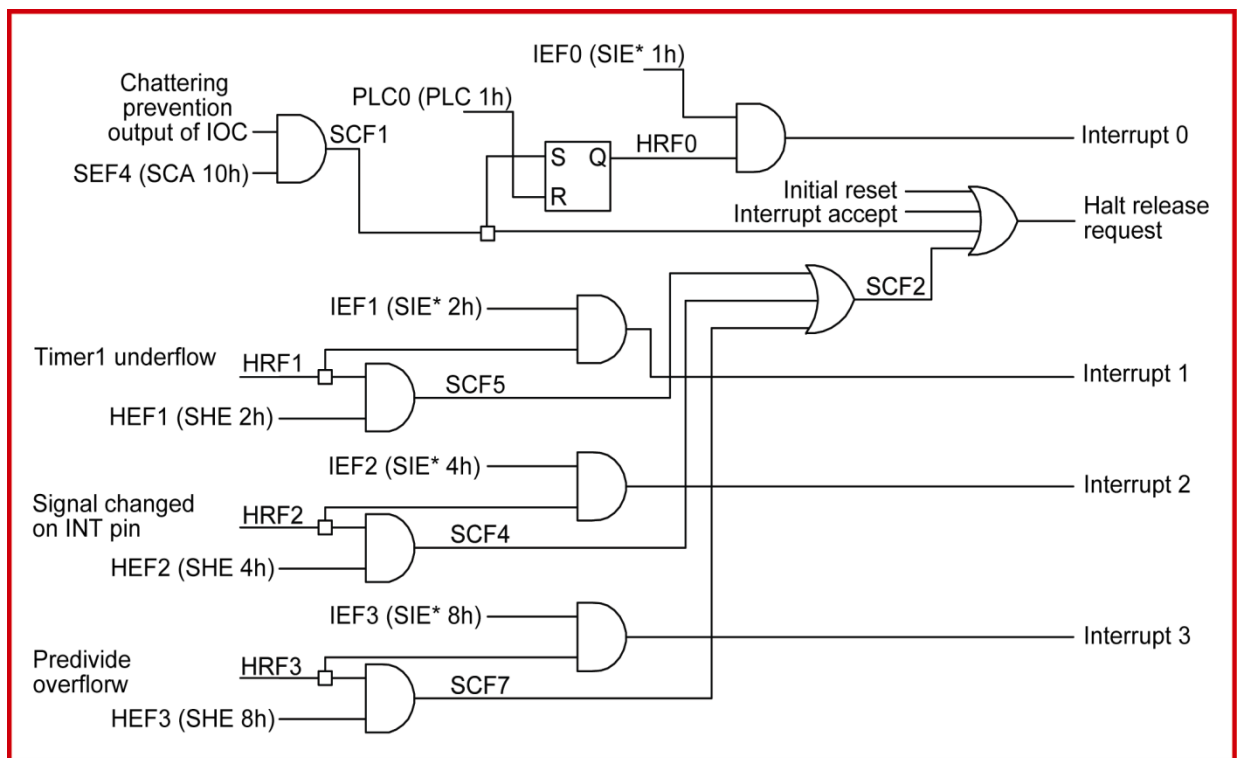 IEF0 (SIE* 1h)
Chattering
prevention
output of IOC
PLC0 (PLC 1h)
SCF1
SEF4 (SCA 10h)
S Q
R
HRF0
Interrupt 0
Initial reset
Interrupt accept
Halt release
request
SCF2
IEF1 (SIE* 2h)
Timer1 underflow
HRF1
SCF5
Interrupt 1
HEF1 (SHE 2h)
IEF2 (SIE* 4h)
Interrupt 2
Signal changed
on INT pin
HRF2
SCF4
HEF2 (SHE 4h)
IEF3 (SIE* 8h)
Interrupt 3
Predivide
overflorw
HRF3
SCF7
HEF3 (SHE 8h)